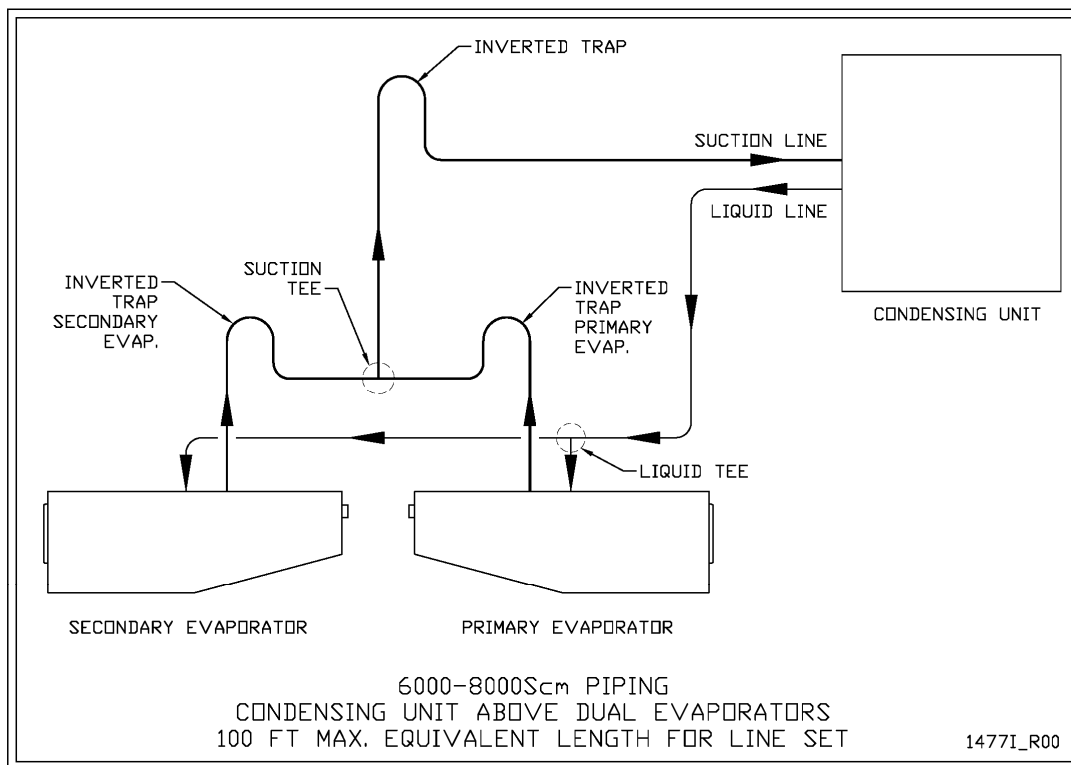 INVERTED TRAP
SUCTION LINE
LIQUID LINE
CONDENSING UNIT
SUCTION
TEE
INVERTED
TRAP
SECONDARY
EVAP.
INVERTED
TRAP
PRIMARY
EVAP.
LIQUID TEE
SECONDARY EVAPORATOR
PRIMARY EVAPORATOR
6000-8000Scm PIPING
CONDENSING UNIT ABOVE DUAL EVAPORATORS
100 FT MAX. EQUIVALENT LENGTH FOR LINE SET
1477I_R00